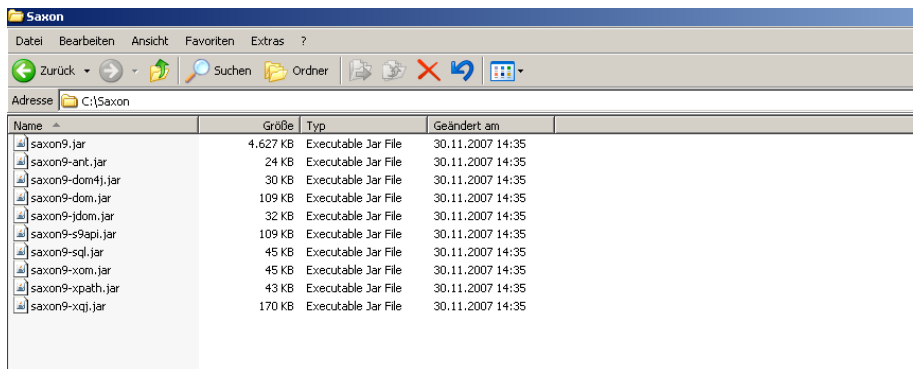 Saxon
Datei Bearbeiten Ansicht Favoriten Extras ?
Zurück Suchen Ordner
Adresse C:\Saxon
Name Größe Typ Geändert am
saxon9.jar 4.627 KB Executable Jar File 30.11.2007 14:35
saxon9-ant.jar 24 KB Executable Jar File 30.11.2007 14:35
saxon9-dom4j.jar 30 KB Executable Jar File 30.11.2007 14:35
saxon9-dom.jar 109 KB Executable Jar File 30.11.2007 14:35
saxon9-jdom.jar 32 KB Executable Jar File 30.11.2007 14:35
saxon9-s9api.jar 109 KB Executable Jar File 30.11.2007 14:35
saxon9-sql.jar 45 KB Executable Jar File 30.11.2007 14:35
saxon9-xom.jar 45 KB Executable Jar File 30.11.2007 14:35
saxon9-xpath.jar 43 KB Executable Jar File 30.11.2007 14:35
saxon9-xqj.jar 170 KB Executable Jar File 30.11.2007 14:35